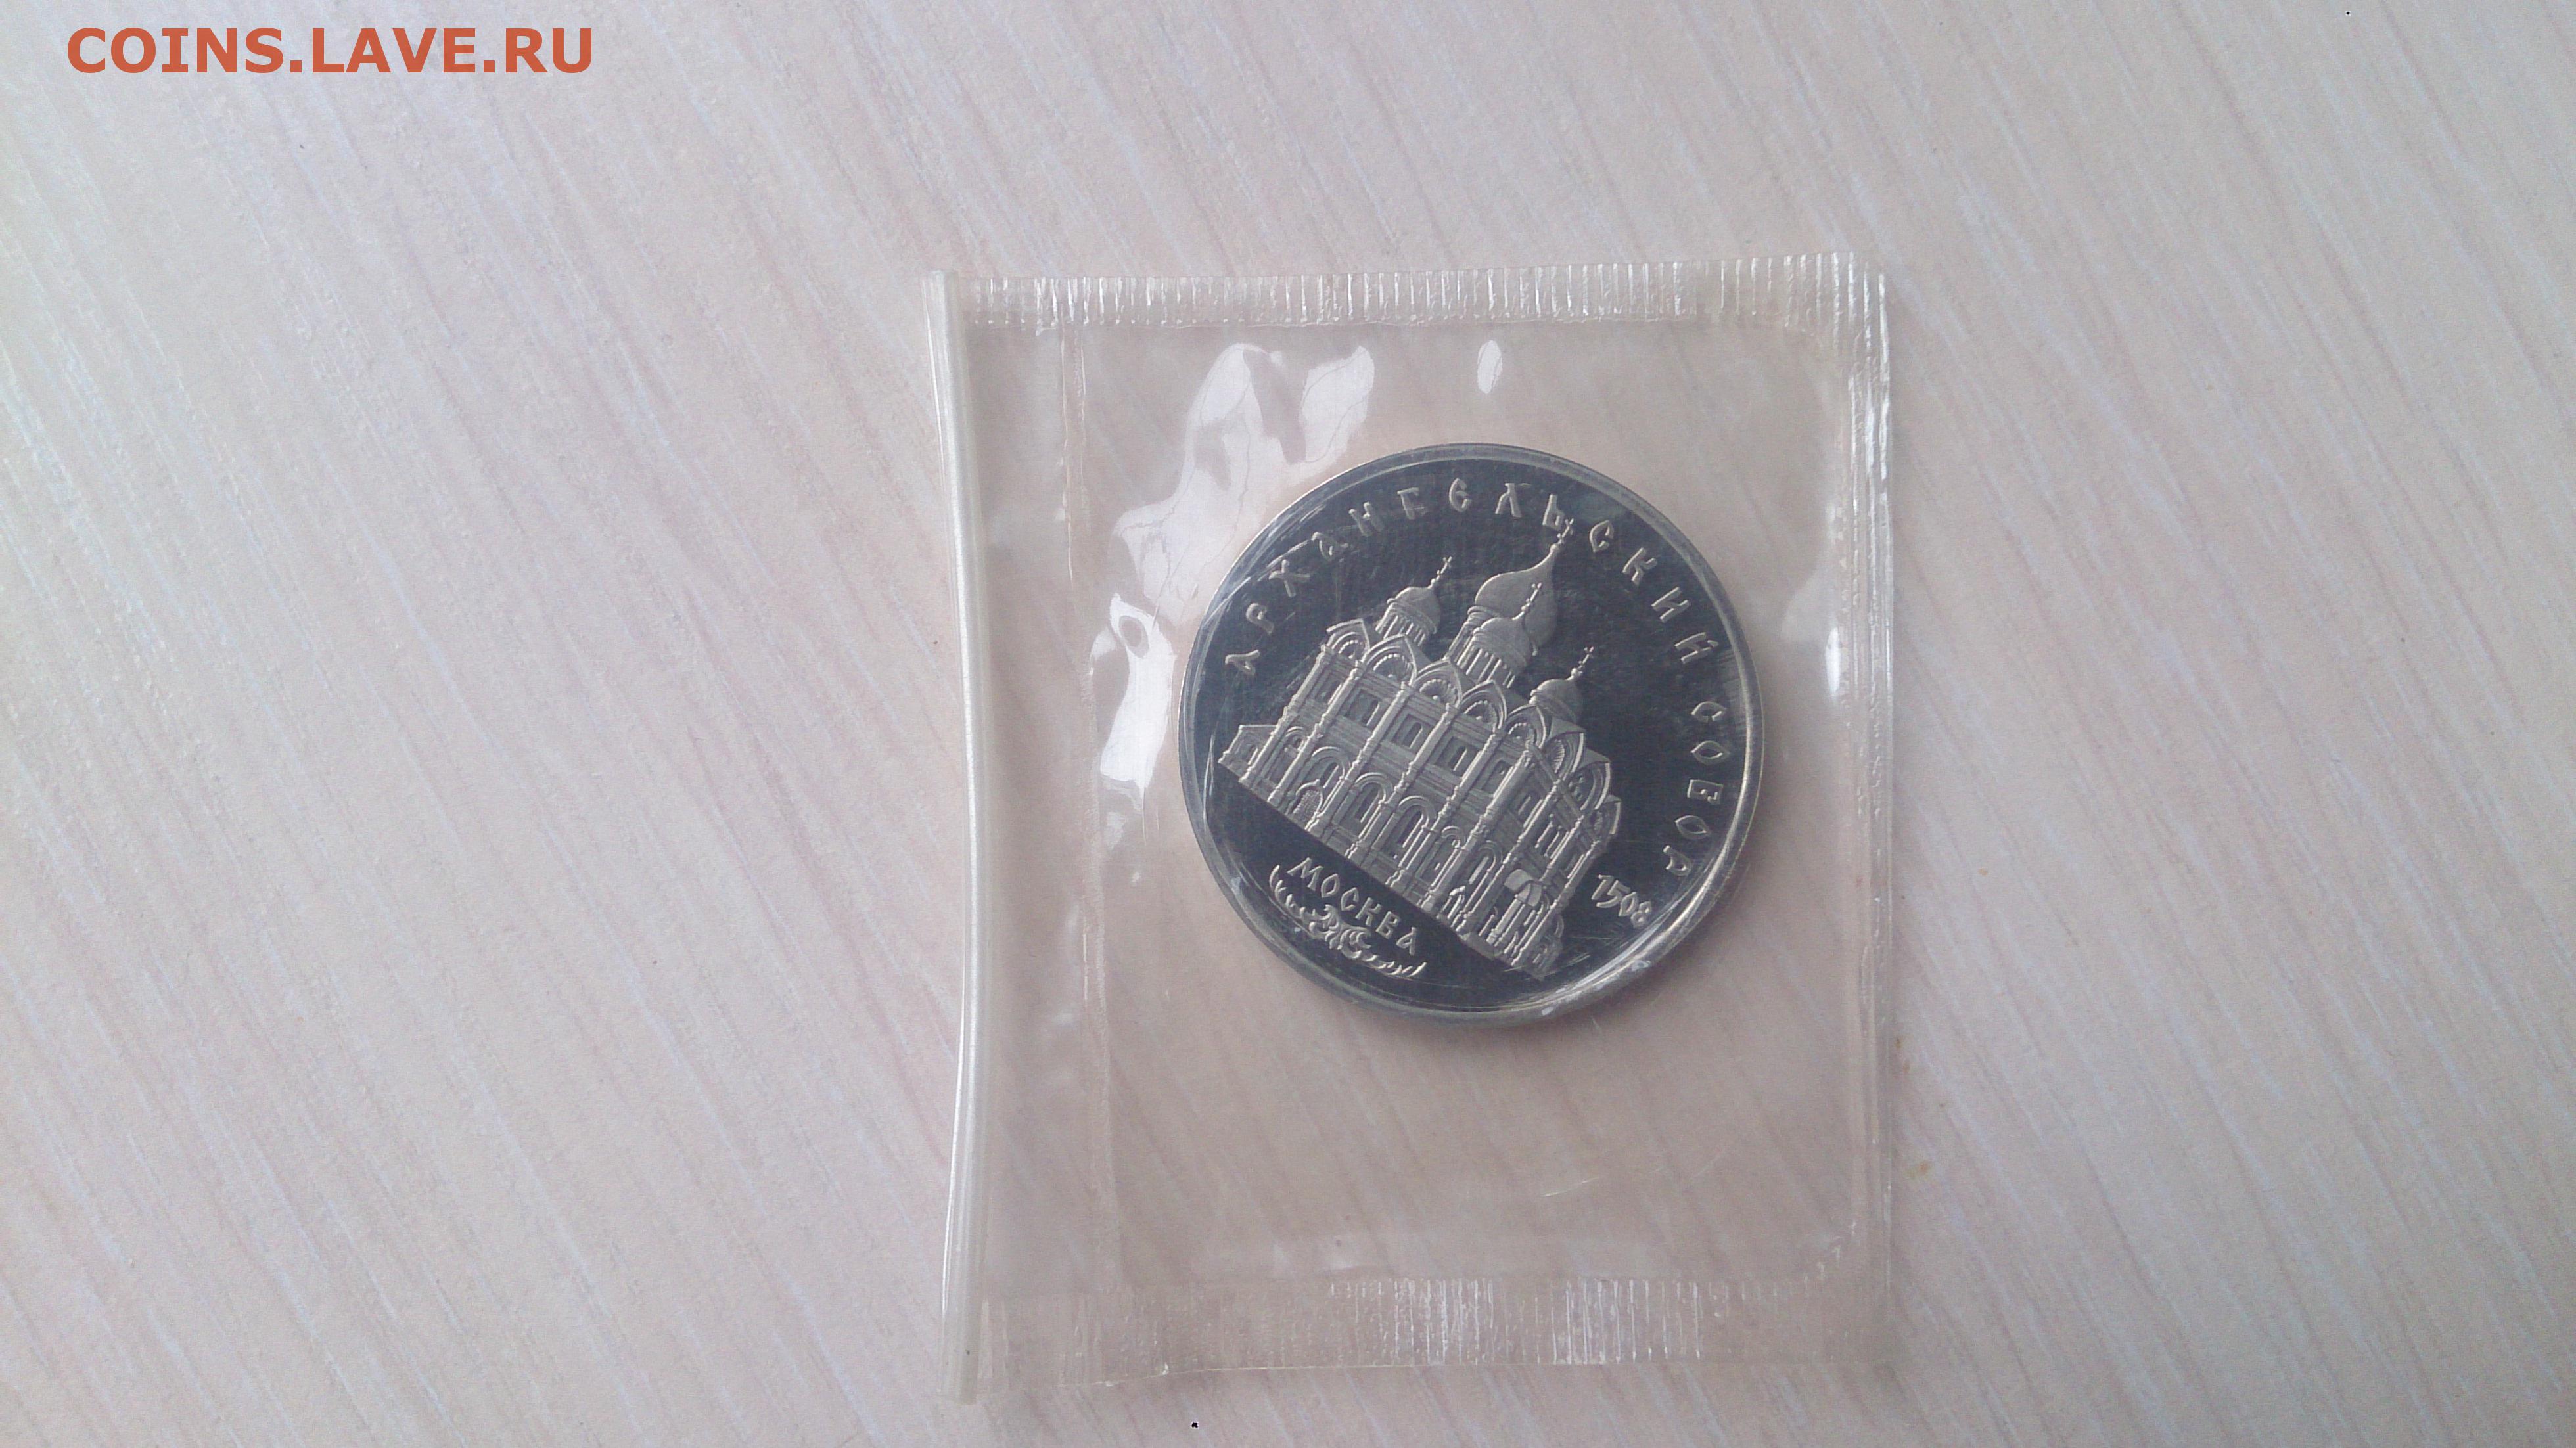 COINS.LAVE.RU
АРХАНГЕЛЬСКИЙ СОБОР
1508
МОСКВА